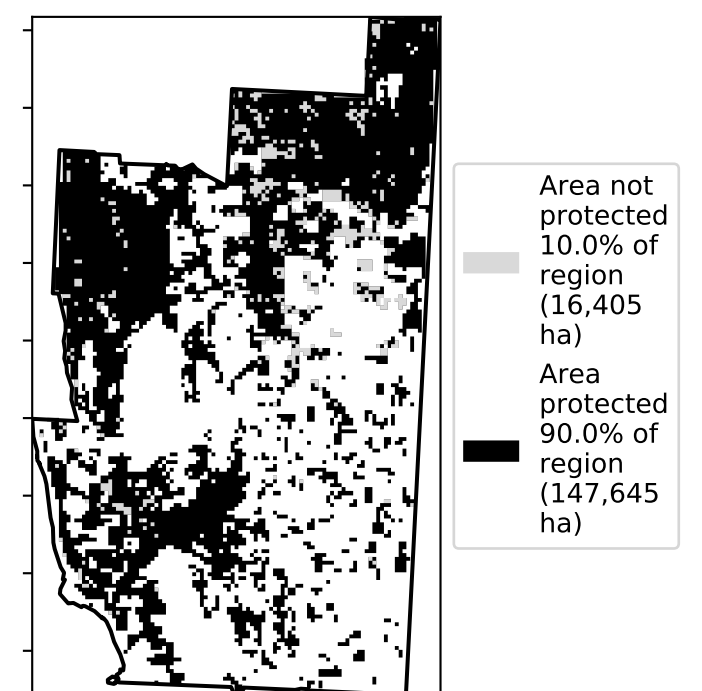 Area not
protected
10.0% of
region
(16,405
ha)
Area
protected
90.0% of
region
(147,645
ha)